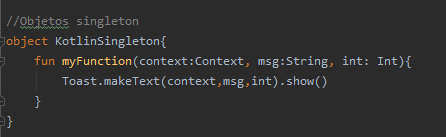 //Objetos singleton
object KotlinSingleton{
    fun myFunction(context:Context, msg:String, int: Int){
        Toast.makeText(context,msg,int).show()
    }
}